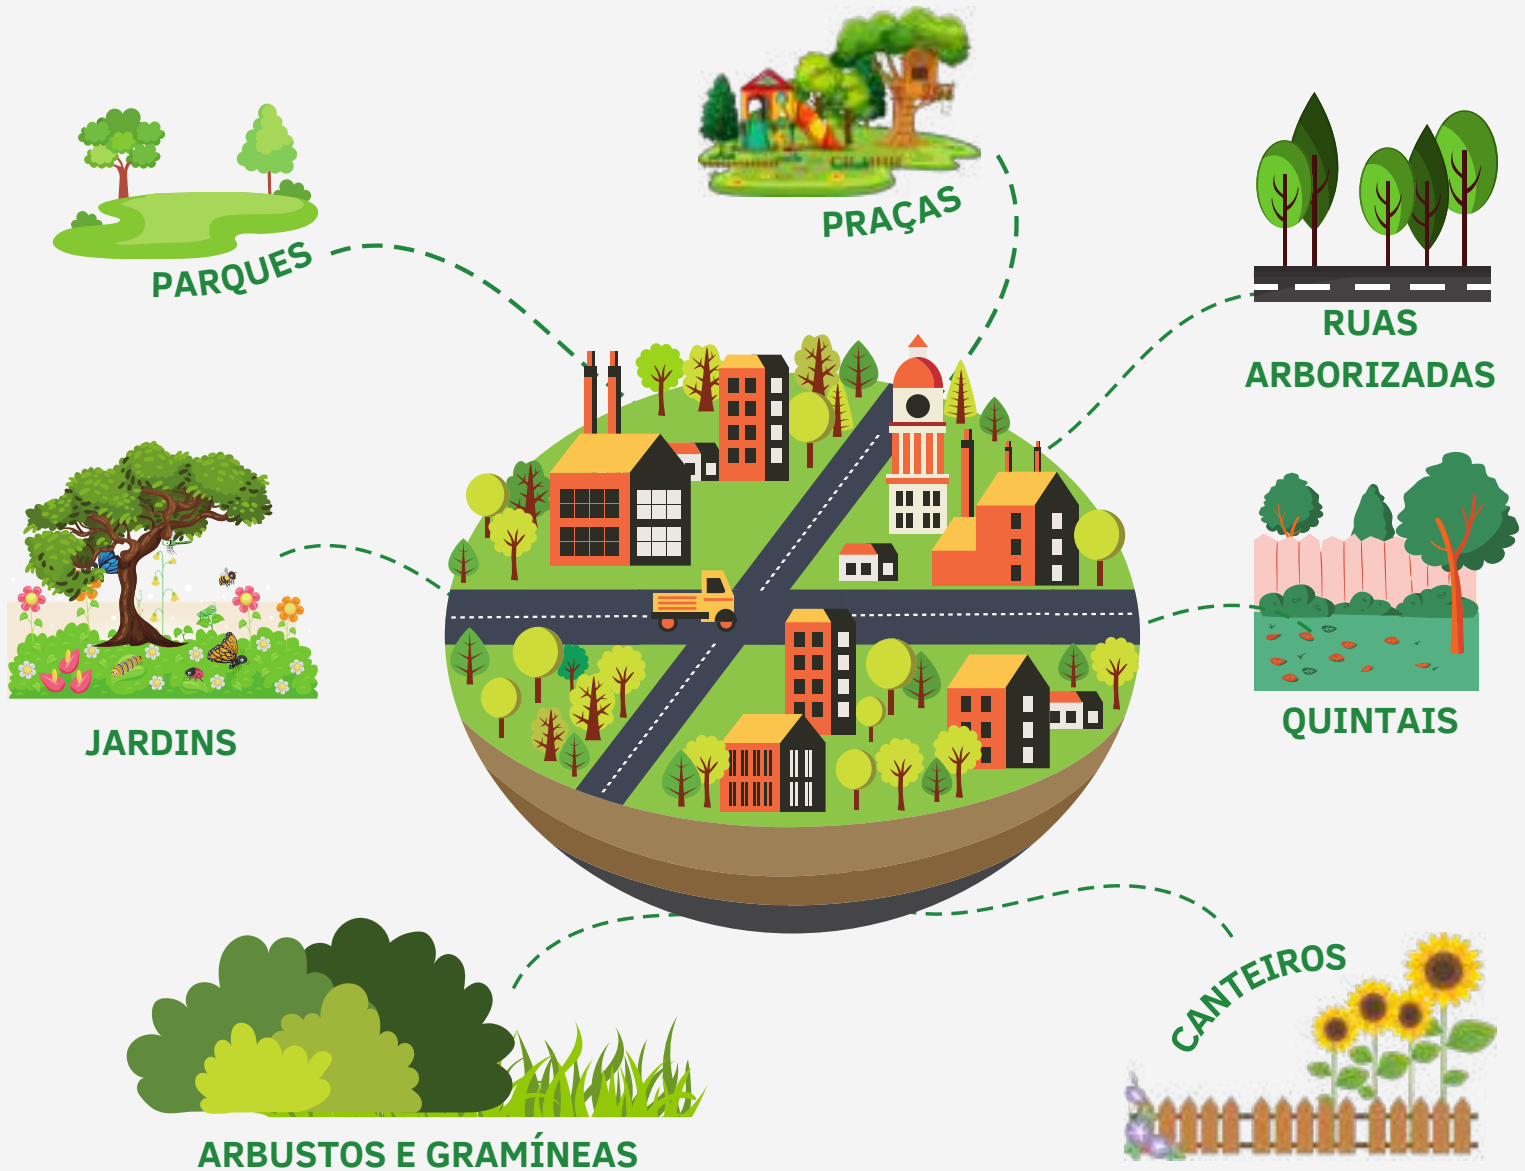 PRAÇAS
PARQUES
RUAS
ARBORIZADAS
JARDINS
QUINTAIS
CANTEIROS
ARBUSTOS E GRAMÍNEAS